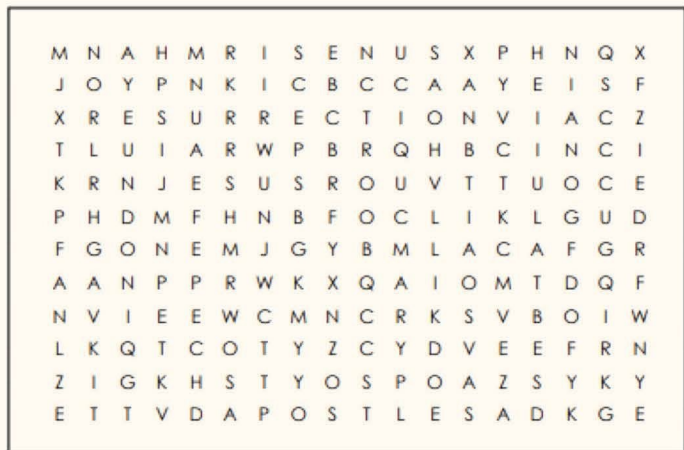 M N A H M R I S E N U S X P H N Q X
J O Y P N K I C B C C A A Y E I S F
X R E S U R R E C T I O N V I A C Z
T L U I A R W P B R Q H B C I N C I
K R N J E S U S R O U V T T U O C E
P H D M F H N B F O C L I K L G U D
F G O N E M J G Y B M L A C A F G R
A A N P P R W K X Q A I O M T D Q F
N V I E E W C M N C R K S V B O I W
L K Q T C O T Y Z C Y D V E E F R N
Z I G K H S T Y O S P O A Z S Y K Y
E T T V D A P O S T L E S A D K G E